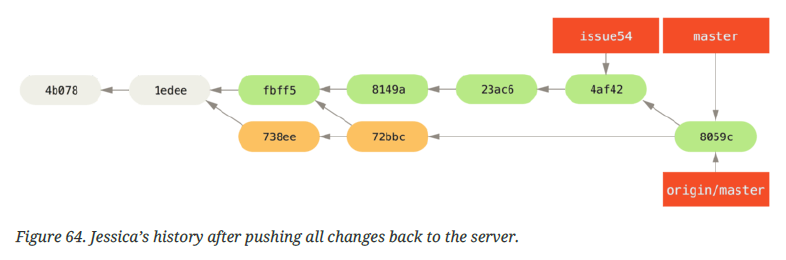 issue54 master
4b078 1edee fbff5 8149a 23ac6 4af42
738ee 72bbc 8059c
origin/master
Figure 64. Jessica’s history after pushing all changes back to the server.